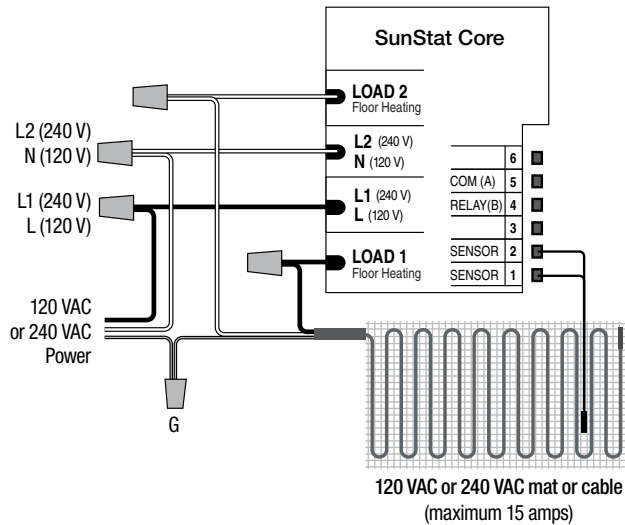 SunStat Core
LOAD 2
Floor Heating
L2 (240 V)
N (120 V)
L1 (240 V)
L (120 V)
LOAD 1
Floor Heating
6
COM (A) 5
RELAY(B) 4
3
SENSOR 2
SENSOR 1
L2 (240 V)
N (120 V)
L1 (240 V)
L (120 V)
120 VAC
or 240 VAC
Power
G
120 VAC or 240 VAC mat or cable
(maximum 15 amps)